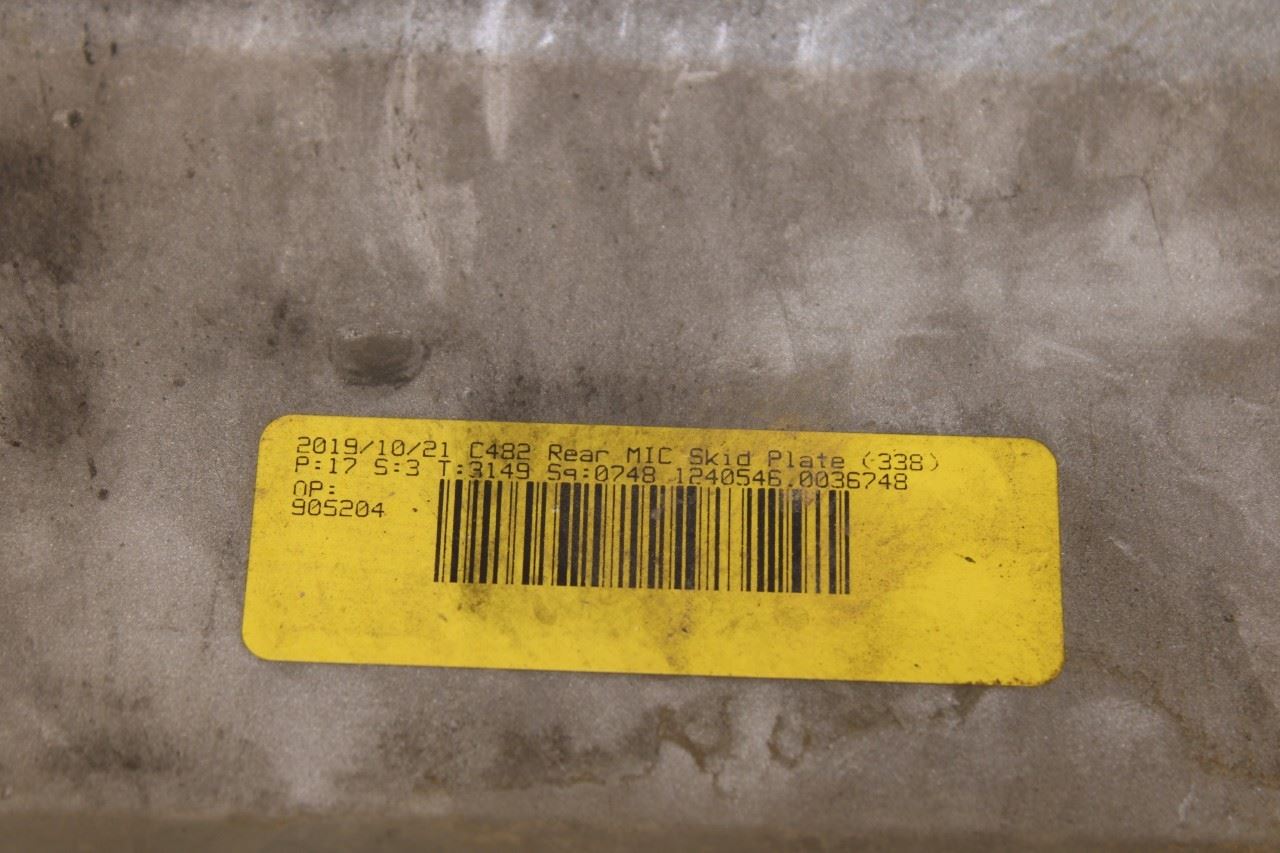 2019/10/21 C482 Rear MIC Skid Plate (338)
P:17 S:3 T:3149 Sq:0748 1240546.0036748
OP:
905204